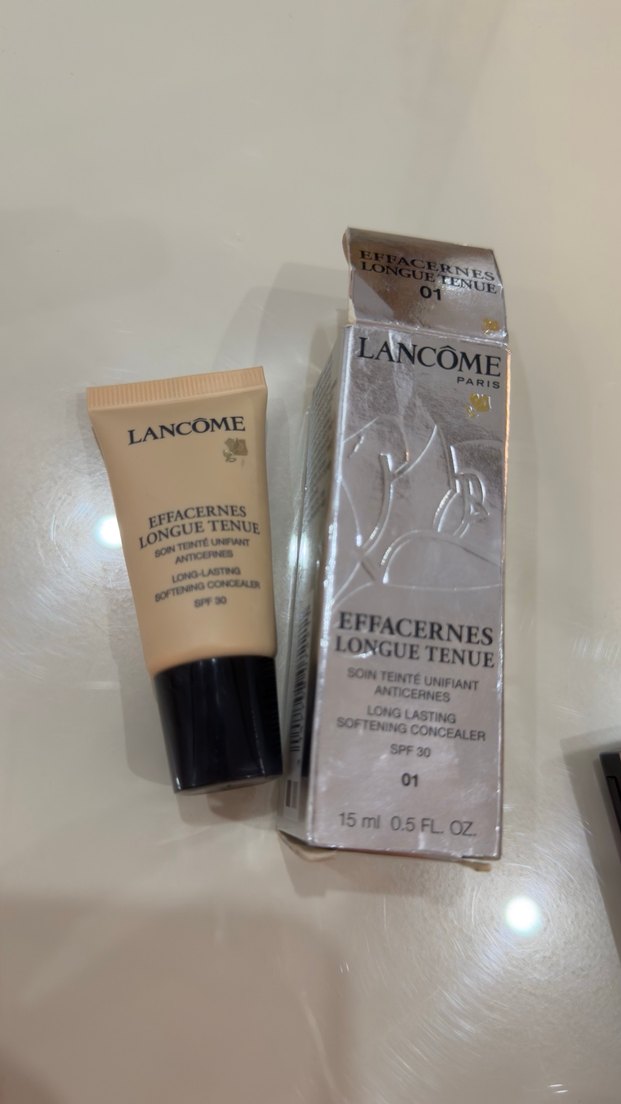 LANCÔME
EFFACERNES
LONGUE TENUE
SOIN TEINTÉ UNIFIANT
ANTICERNES
LONG-LASTING
SOFTENING CONCEALER
SPF 30
EFFACERNES
LONGUE TENUE
01
LANCÔME
PARIS
EFFACERNES
LONGUE TENUE
SOIN TEINTÉ UNIFIANT
ANTICERNES
LONG LASTING
SOFTENING CONCEALER
SPF 30
01
15 ml 0.5 FL. OZ.